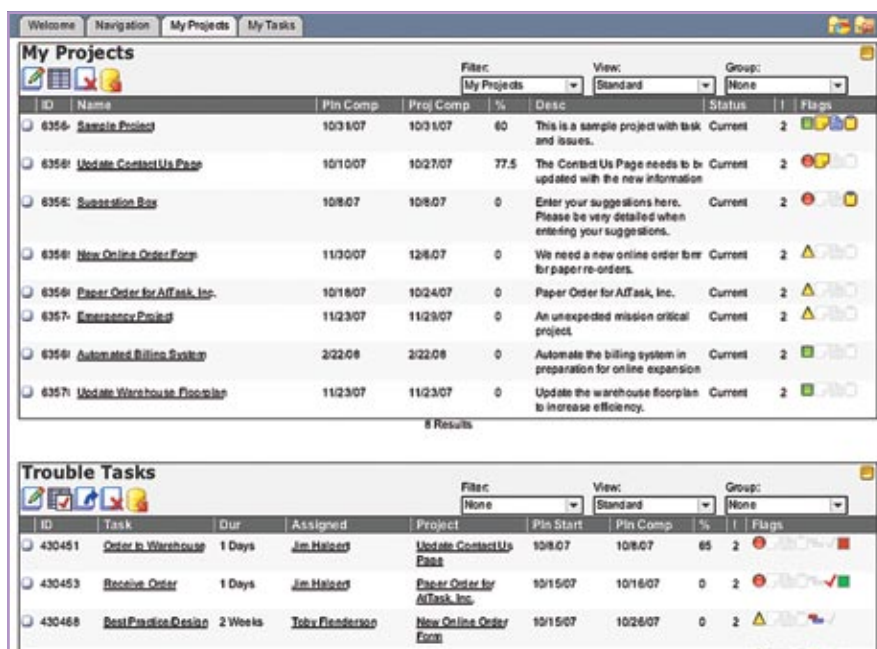 Welcome Navigation My Projects My Tasks
My Projects
Filter: View: Group:
My Projects Standard None
ID Name Pln Comp Proj Comp % Desc Status ! Flags
6356 Sample Project 10/31/07 10/31/07 60 This is a sample project with task Current 2
and issues.
6356 Update Contact Us Page 10/10/07 10/27/07 77.5 The Contact Us Page needs to be Current 2
updated with the new information
6356 Suggestion Box 10/8/07 10/8/07 0 Enter your suggestions here. Current 2
Please be very detailed when
entering your suggestions.
6356 New Online Order Form 11/30/07 12/6/07 0 We need a new online order form Current 2
for paper re-orders.
6356 Paper Order for AtTask, Inc. 10/18/07 10/24/07 0 Paper Order for AtTask, Inc. Current 2
6357 Emergency Project 11/23/07 11/29/07 0 An unexpected mission critical Current 2
project.
6356 Automated Billing System 2/22/08 2/22/08 0 Automate the billing system in Current 2
preparation for online expansion
6357 Update Warehouse Floorplan 11/23/07 11/23/07 0 Update the warehouse floorplan Current 2
to increase efficiency.
8 Results
Trouble Tasks
Filter: View: Group:
None Standard None
ID Task Dur Assigned Project Pln Start Pln Comp % ! Flags
430451 Order to Warehouse 1 Days Jim Halpert Update Contact Us 10/8/07 10/8/07 65 2
Page
430453 Receive Order 1 Days Jim Halpert Paper Order for 10/15/07 10/16/07 0 2
AtTask, Inc.
430468 Best Practice Design 2 Weeks Toby Flenderson New Online Order 10/15/07 10/26/07 0 2
Form